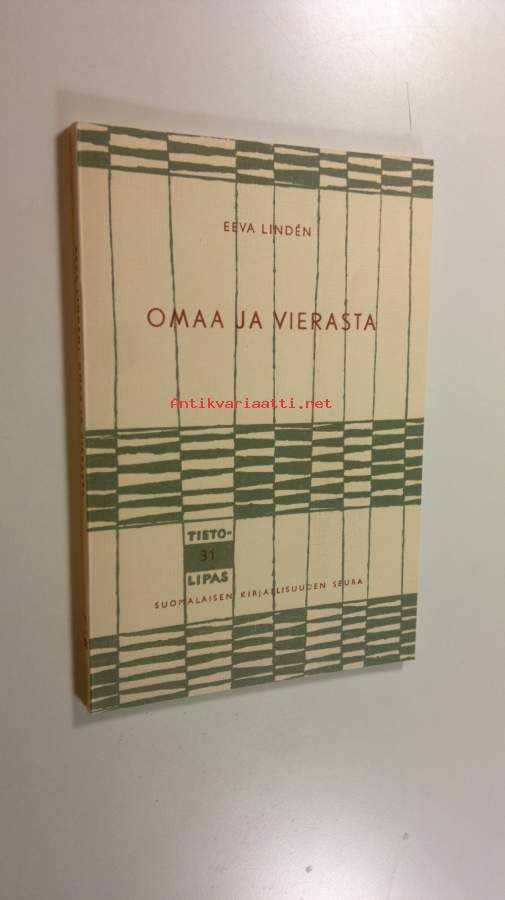 EEVA LINDÉN
OMAA JA VIERASTA
Antikvariaatti.net
TIETO-
31
LIPAS
SUOMALAISEN KIRJALLISUUDEN SEURA